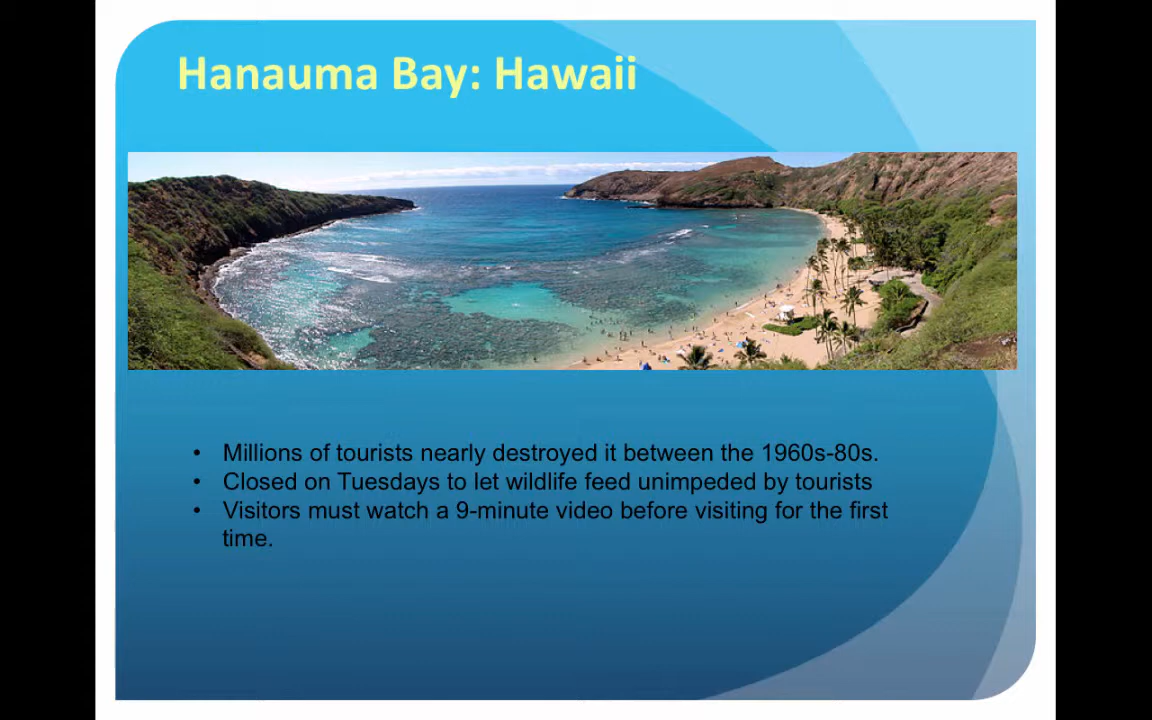 Hanauma Bay: Hawaii
• Millions of tourists nearly destroyed it between the 1960s-80s.
• Closed on Tuesdays to let wildlife feed unimpeded by tourists
• Visitors must watch a 9-minute video before visiting for the first
time.